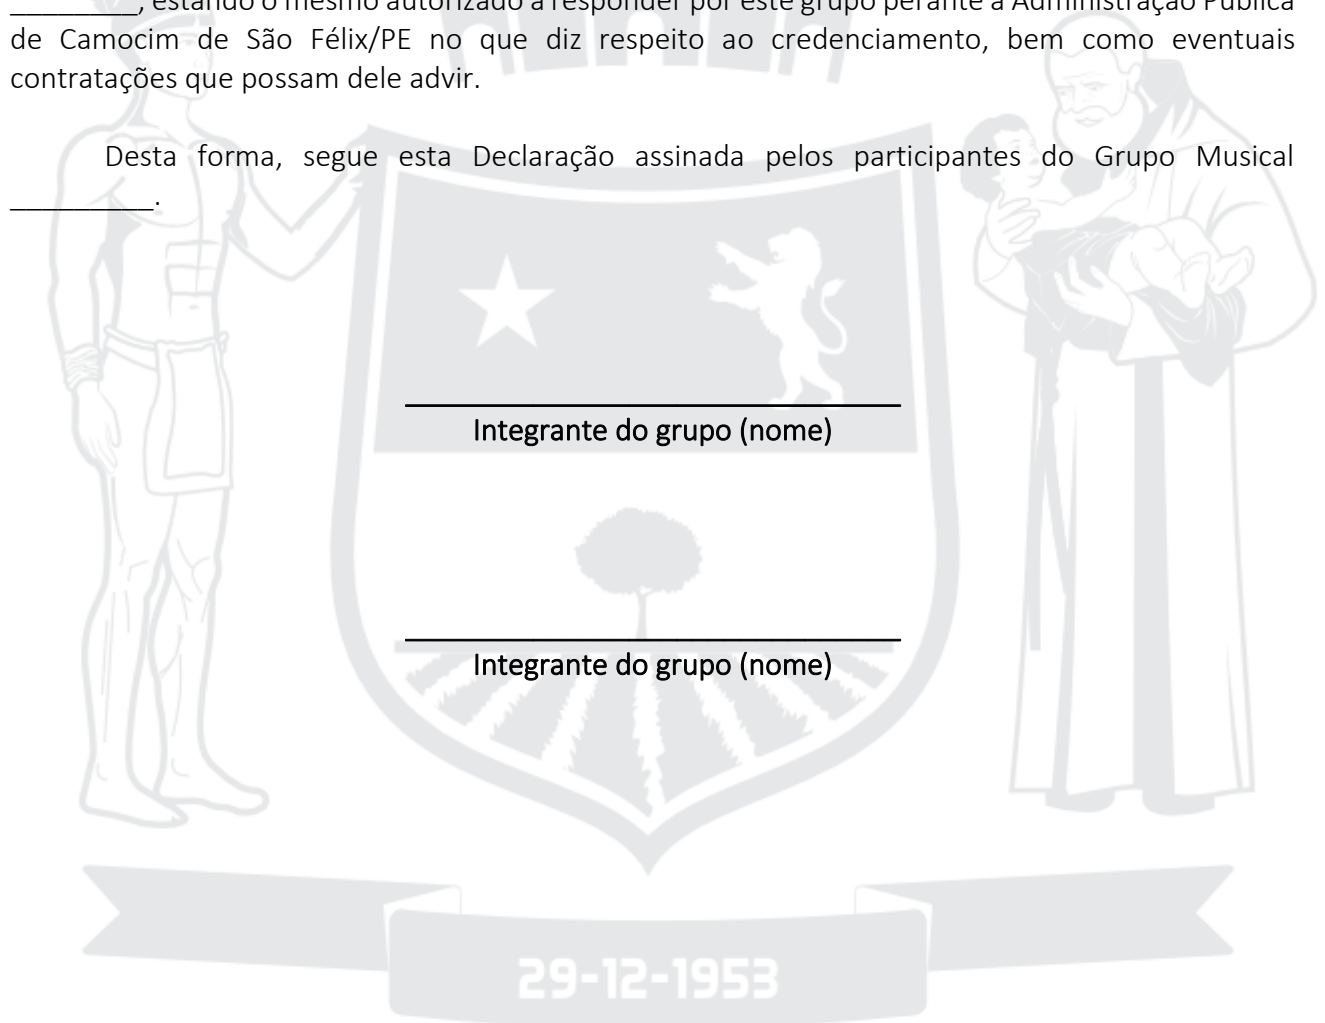 ________, estando o mesmo autorizado a responder por este grupo perante a Administração Pública
de Camocim de São Félix/PE no que diz respeito ao credenciamento, bem como eventuais
contratações que possam dele advir.
Desta forma, segue esta Declaração assinada pelos participantes do Grupo Musical
_________.
Integrante do grupo (nome)
Integrante do grupo (nome)
29-12-1953